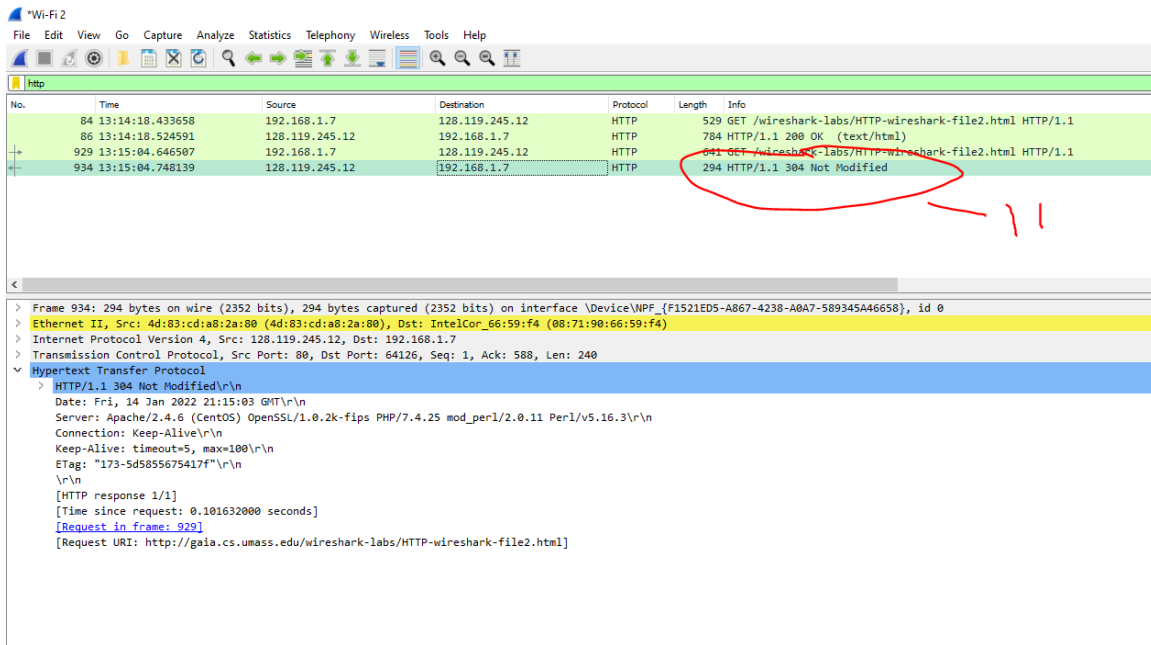 *Wi-Fi 2
File Edit View Go Capture Analyze Statistics Telephony Wireless Tools Help
http
No. Time Source Destination Protocol Length Info
84 13:14:18.433658 192.168.1.7 128.119.245.12 HTTP 529 GET /wireshark-labs/HTTP-wireshark-file2.html HTTP/1.1
86 13:14:18.524591 128.119.245.12 192.168.1.7 HTTP 784 HTTP/1.1 200 OK (text/html)
929 13:15:04.646507 192.168.1.7 128.119.245.12 HTTP 641 GET /wireshark-labs/HTTP-wireshark-file2.html HTTP/1.1
934 13:15:04.748139 128.119.245.12 192.168.1.7 HTTP 294 HTTP/1.1 304 Not Modified
11
Frame 934: 294 bytes on wire (2352 bits), 294 bytes captured (2352 bits) on interface \Device\NPF_{F1521ED5-A867-4238-A0A7-589345A46658}, id 0
Ethernet II, Src: 4d:83:cd:a8:2a:80 (4d:83:cd:a8:2a:80), Dst: IntelCor_66:59:f4 (08:71:90:66:59:f4)
Internet Protocol Version 4, Src: 128.119.245.12, Dst: 192.168.1.7
Transmission Control Protocol, Src Port: 80, Dst Port: 64126, Seq: 1, Ack: 588, Len: 240
Hypertext Transfer Protocol
HTTP/1.1 304 Not Modified\r\n
Date: Fri, 14 Jan 2022 21:15:03 GMT\r\n
Server: Apache/2.4.6 (CentOS) OpenSSL/1.0.2k-fips PHP/7.4.25 mod_perl/2.0.11 Perl/v5.16.3\r\n
Connection: Keep-Alive\r\n
Keep-Alive: timeout=5, max=100\r\n
ETag: "173-5d5855675417f"\r\n
\r\n
[HTTP response 1/1]
[Time since request: 0.101632000 seconds]
[Request in frame: 929]
[Request URI: http://gaia.cs.umass.edu/wireshark-labs/HTTP-wireshark-file2.html]